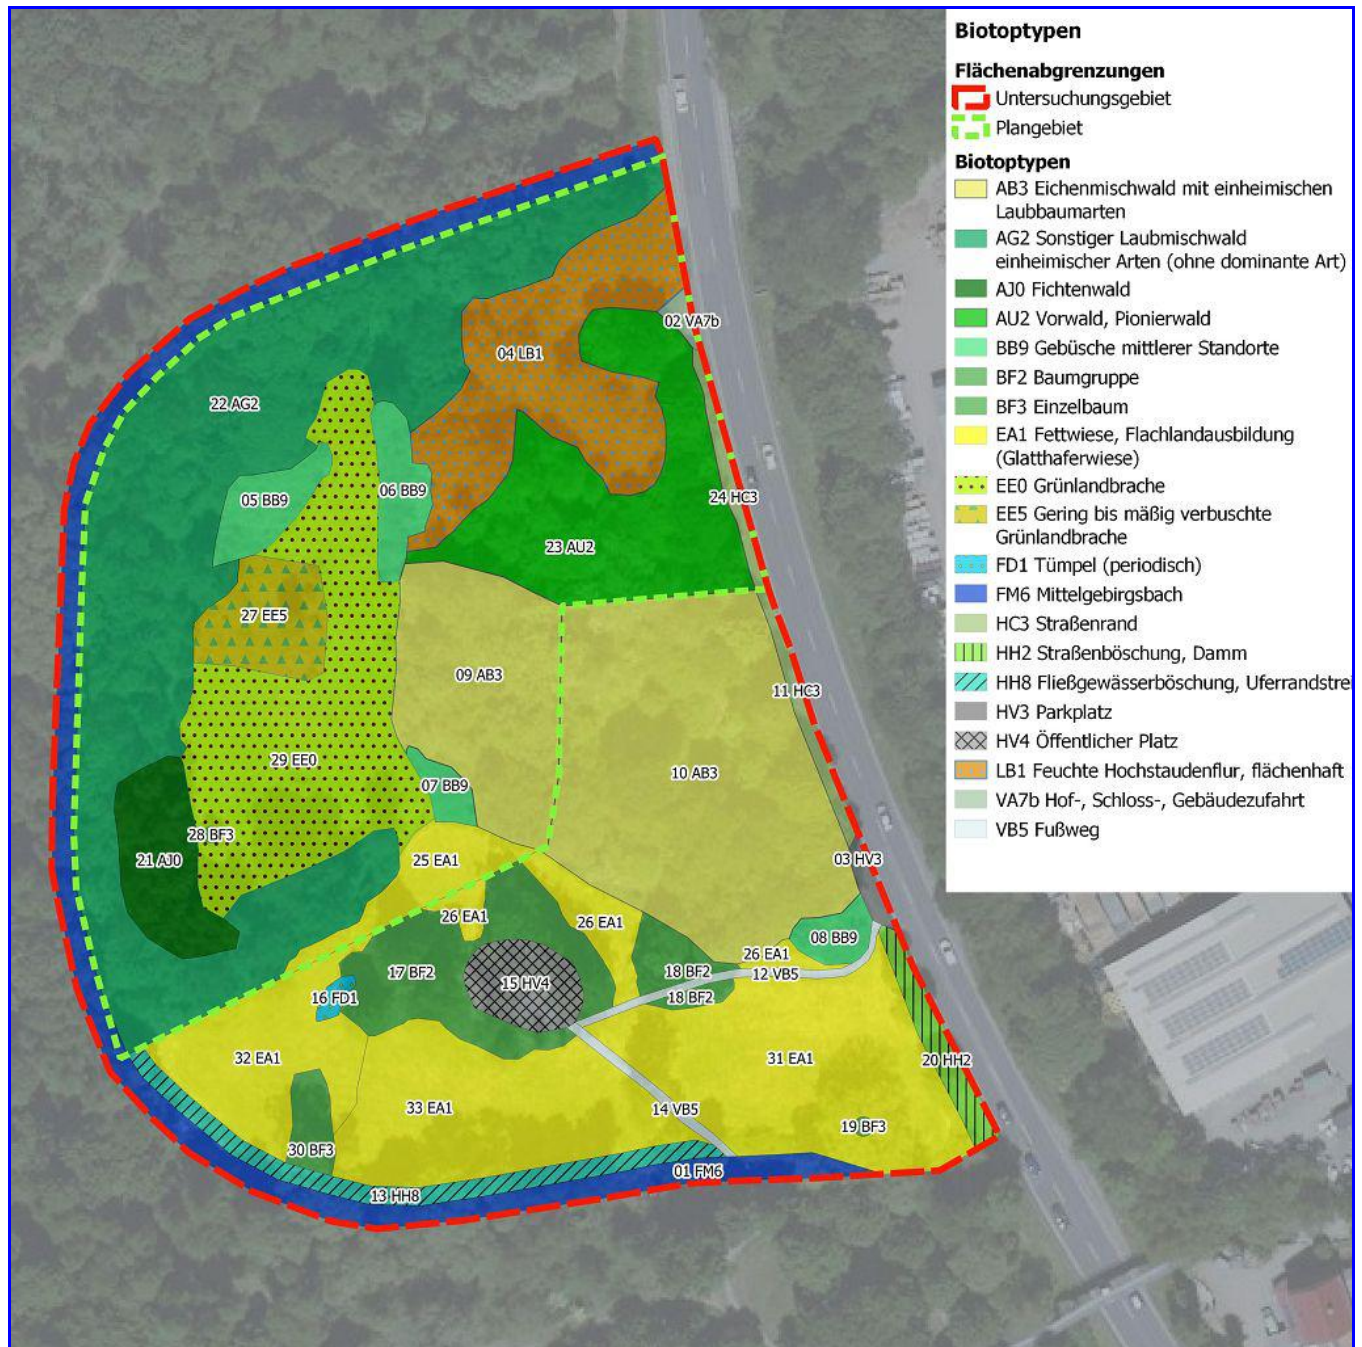 Biotoptypen
Flächenabgrenzungen
Untersuchungsgebiet
Plangebiet
Biotoptypen
AB3 Eichenmischwald mit einheimischen
Laubbaumarten
AG2 Sonstiger Laubmischwald
einheimischer Arten (ohne dominante Art)
AJ0 Fichtenwald
AU2 Vorwald, Pionierwald
BB9 Gebüsche mittlerer Standorte
BF2 Baumgruppe
BF3 Einzelbaum
EA1 Fettwiese, Flachlandausbildung
(Glatthaferwiese)
EE0 Grünlandbrache
EE5 Gering bis mäßig verbuschte
Grünlandbrache
FD1 Tümpel (periodisch)
FM6 Mittelgebirgsbach
HC3 Straßenrand
HH2 Straßenböschung, Damm
HH8 Fließgewässerböschung, Uferrandstrei
HV3 Parkplatz
HV4 Öffentlicher Platz
LB1 Feuchte Hochstaudenflur, flächenhaft
VA7b Hof-, Schloss-, Gebäudezufahrt
VB5 Fußweg
02 VA7b
04 LB1
22 AG2
05 BB9
06 BB9
24 HC3
23 AU2
27 EE5
09 AB3
11 HC3
29 EE0
10 AB3
07 BB9
28 BF3
21 AJ0
25 EA1
03 HV3
26 EA1
26 EA1
08 BB9
26 EA1
17 BF2
18 BF2
12 VB5
15 HV4
16 FD1
18 BF2
32 EA1
31 EA1
20 HH2
33 EA1
14 VB5
19 BF3
30 BF3
01 FM6
13 HH8